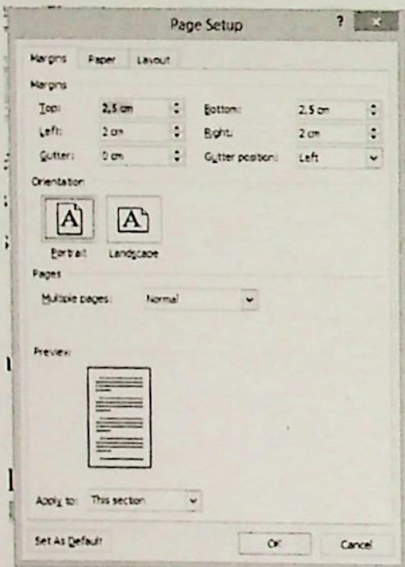 Page Setup ?
Margins Paper Layout
Margins
Top: 2.5 cm Bottom: 2.5 cm
Left: 2 cm Right: 2 cm
Gutter: 0 cm Gutter position: Left
Orientation
A A
Portrait Landscape
Pages
Multiple pages: Normal
Preview
Apply to: This section
Set As Default OK Cancel